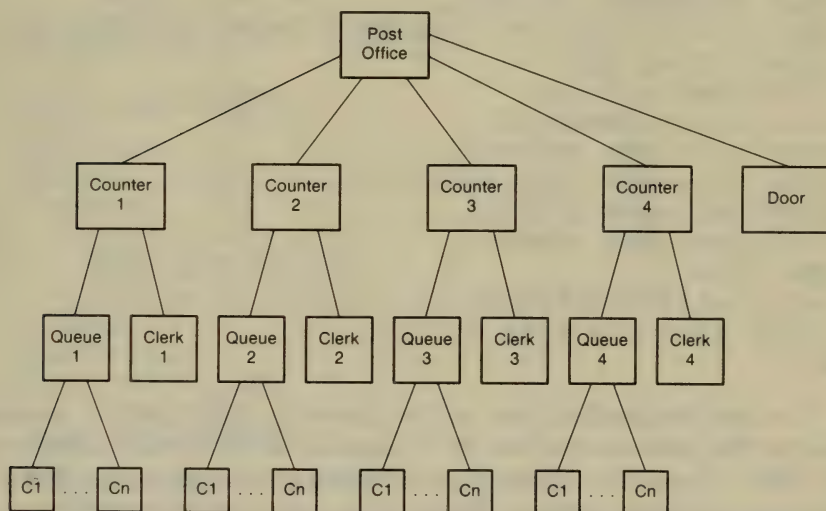 Post
Office
Counter
1
Counter
2
Counter
3
Counter
4
Door
Queue
1
Clerk
1
Queue
2
Clerk
2
Queue
3
Clerk
3
Queue
4
Clerk
4
C1 . . . Cn
C1 . . . Cn
C1 . . . Cn
C1 . . . Cn